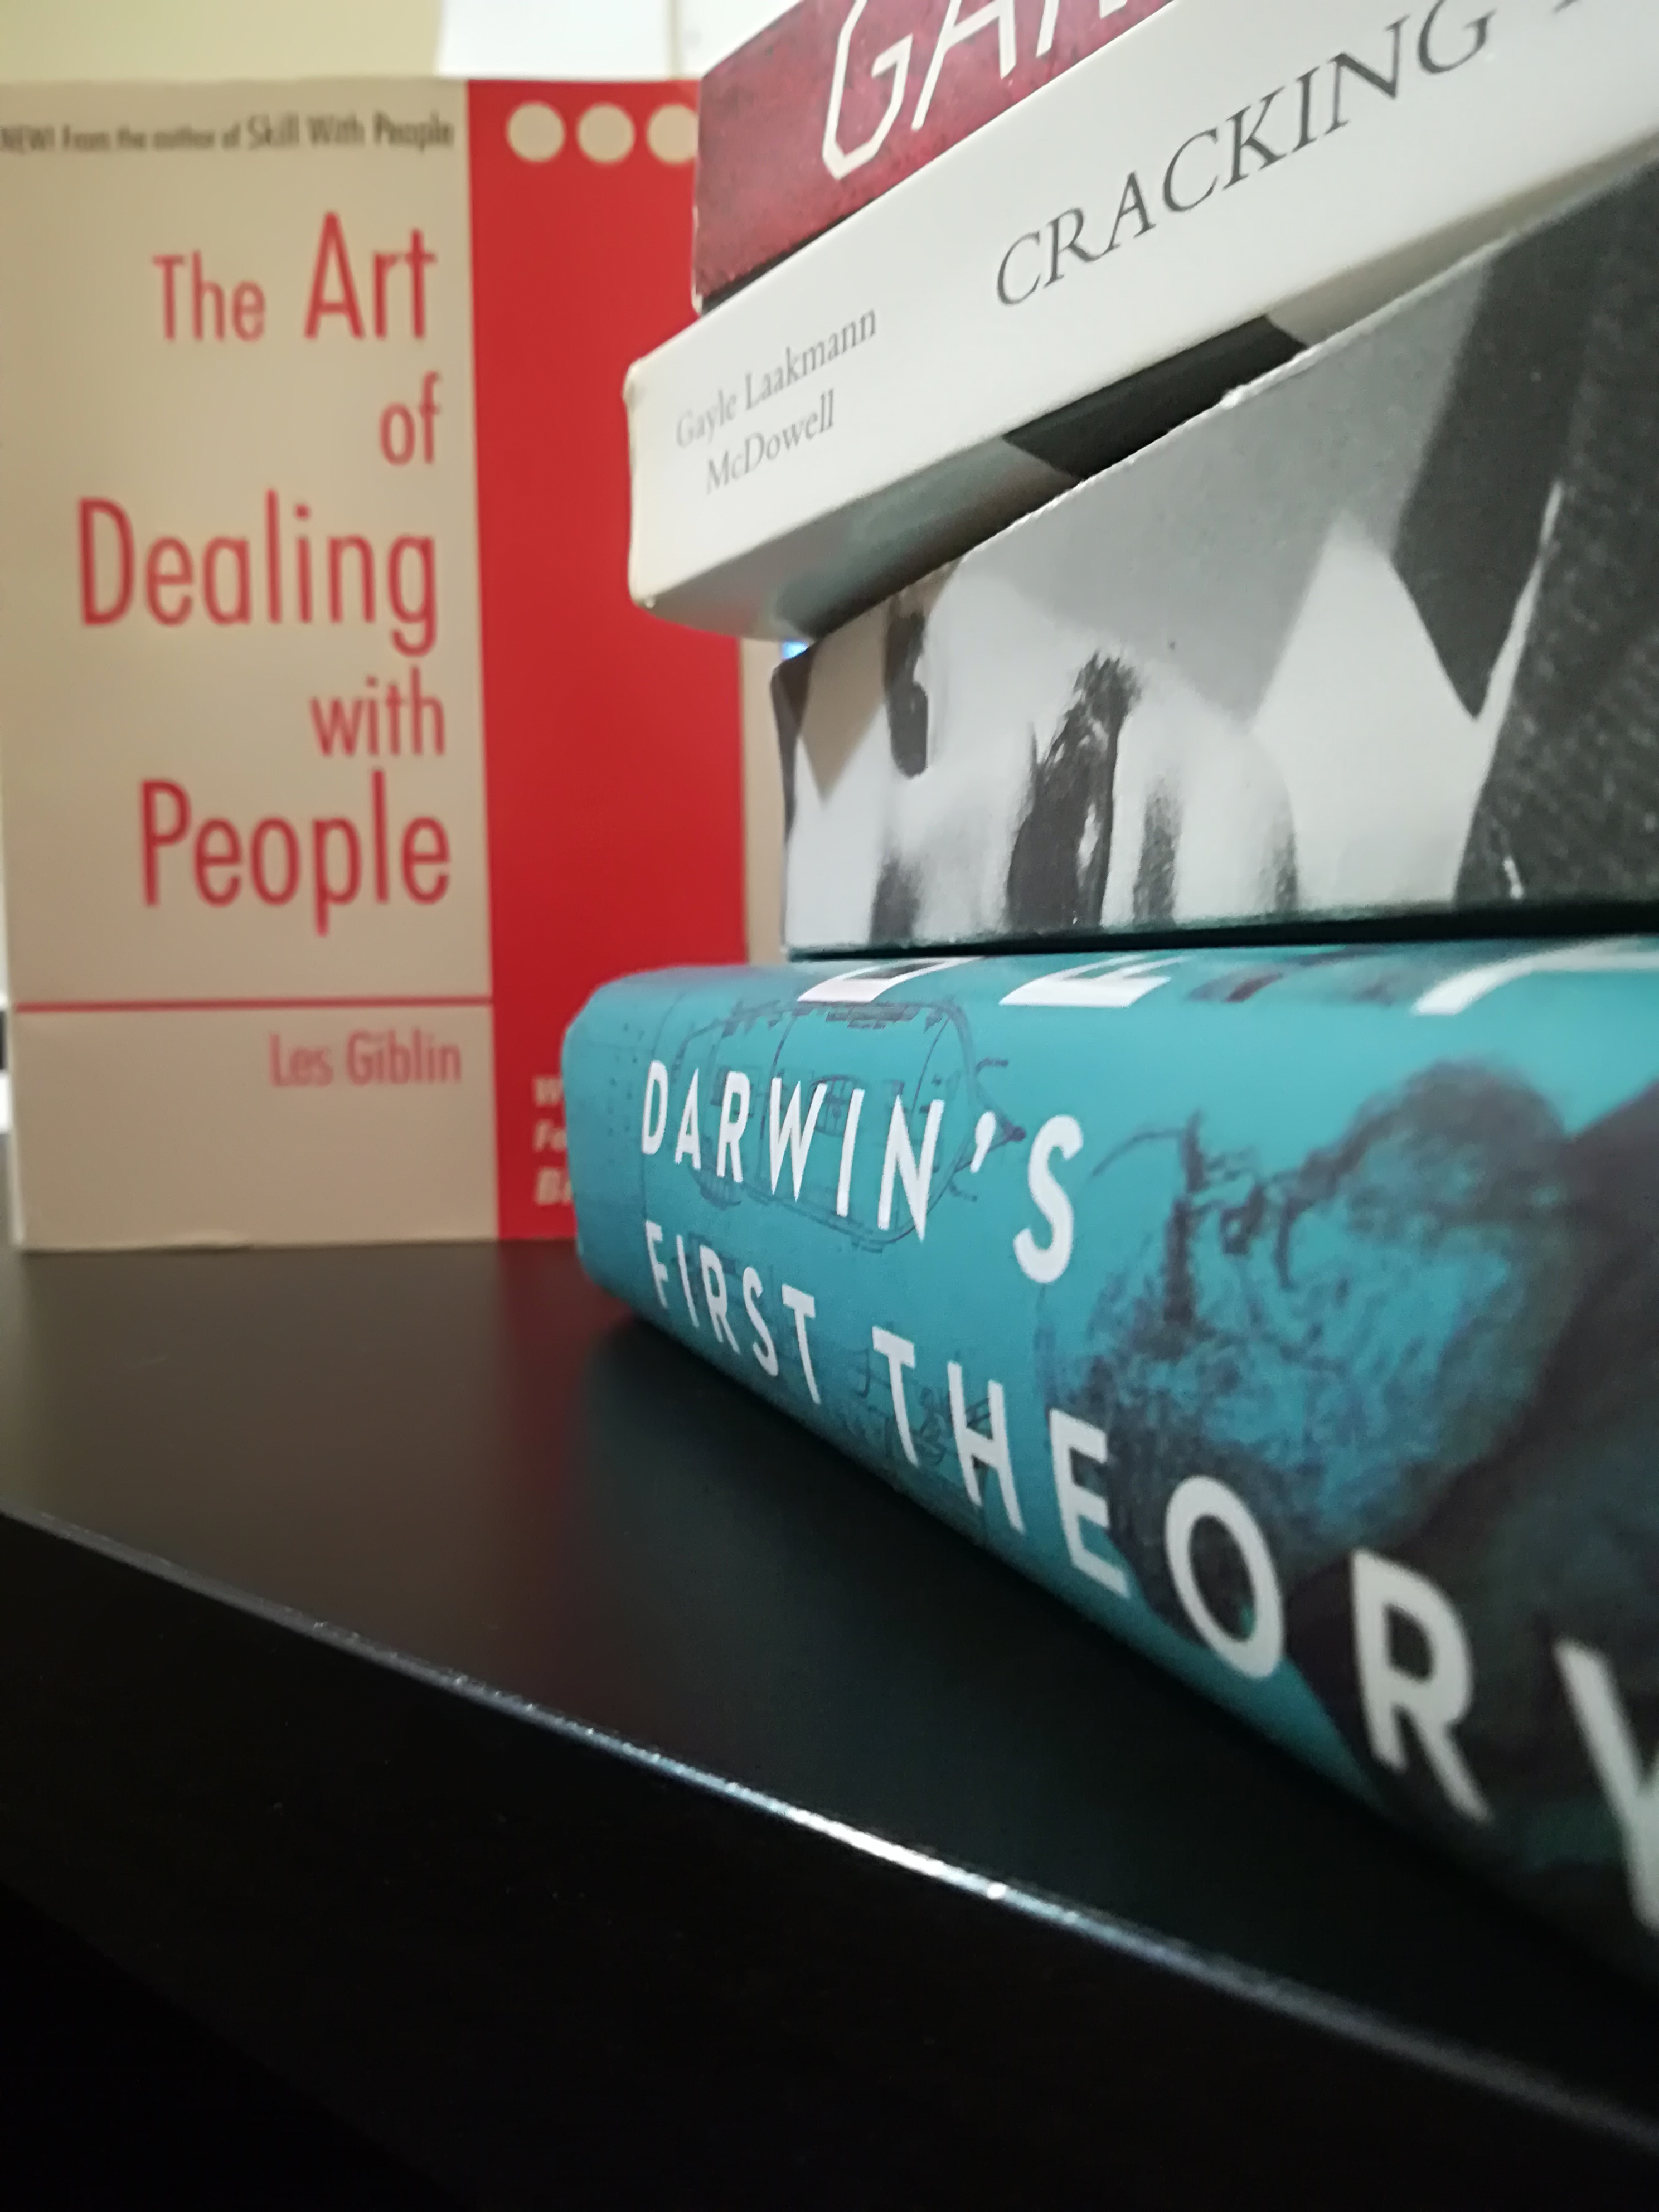 NEW! From the author of Skill With People
The Art
of
Dealing
with
People
Les Giblin
CRACKING
Gayle Laakmann
McDowell
DARWIN'S
FIRST THEORY